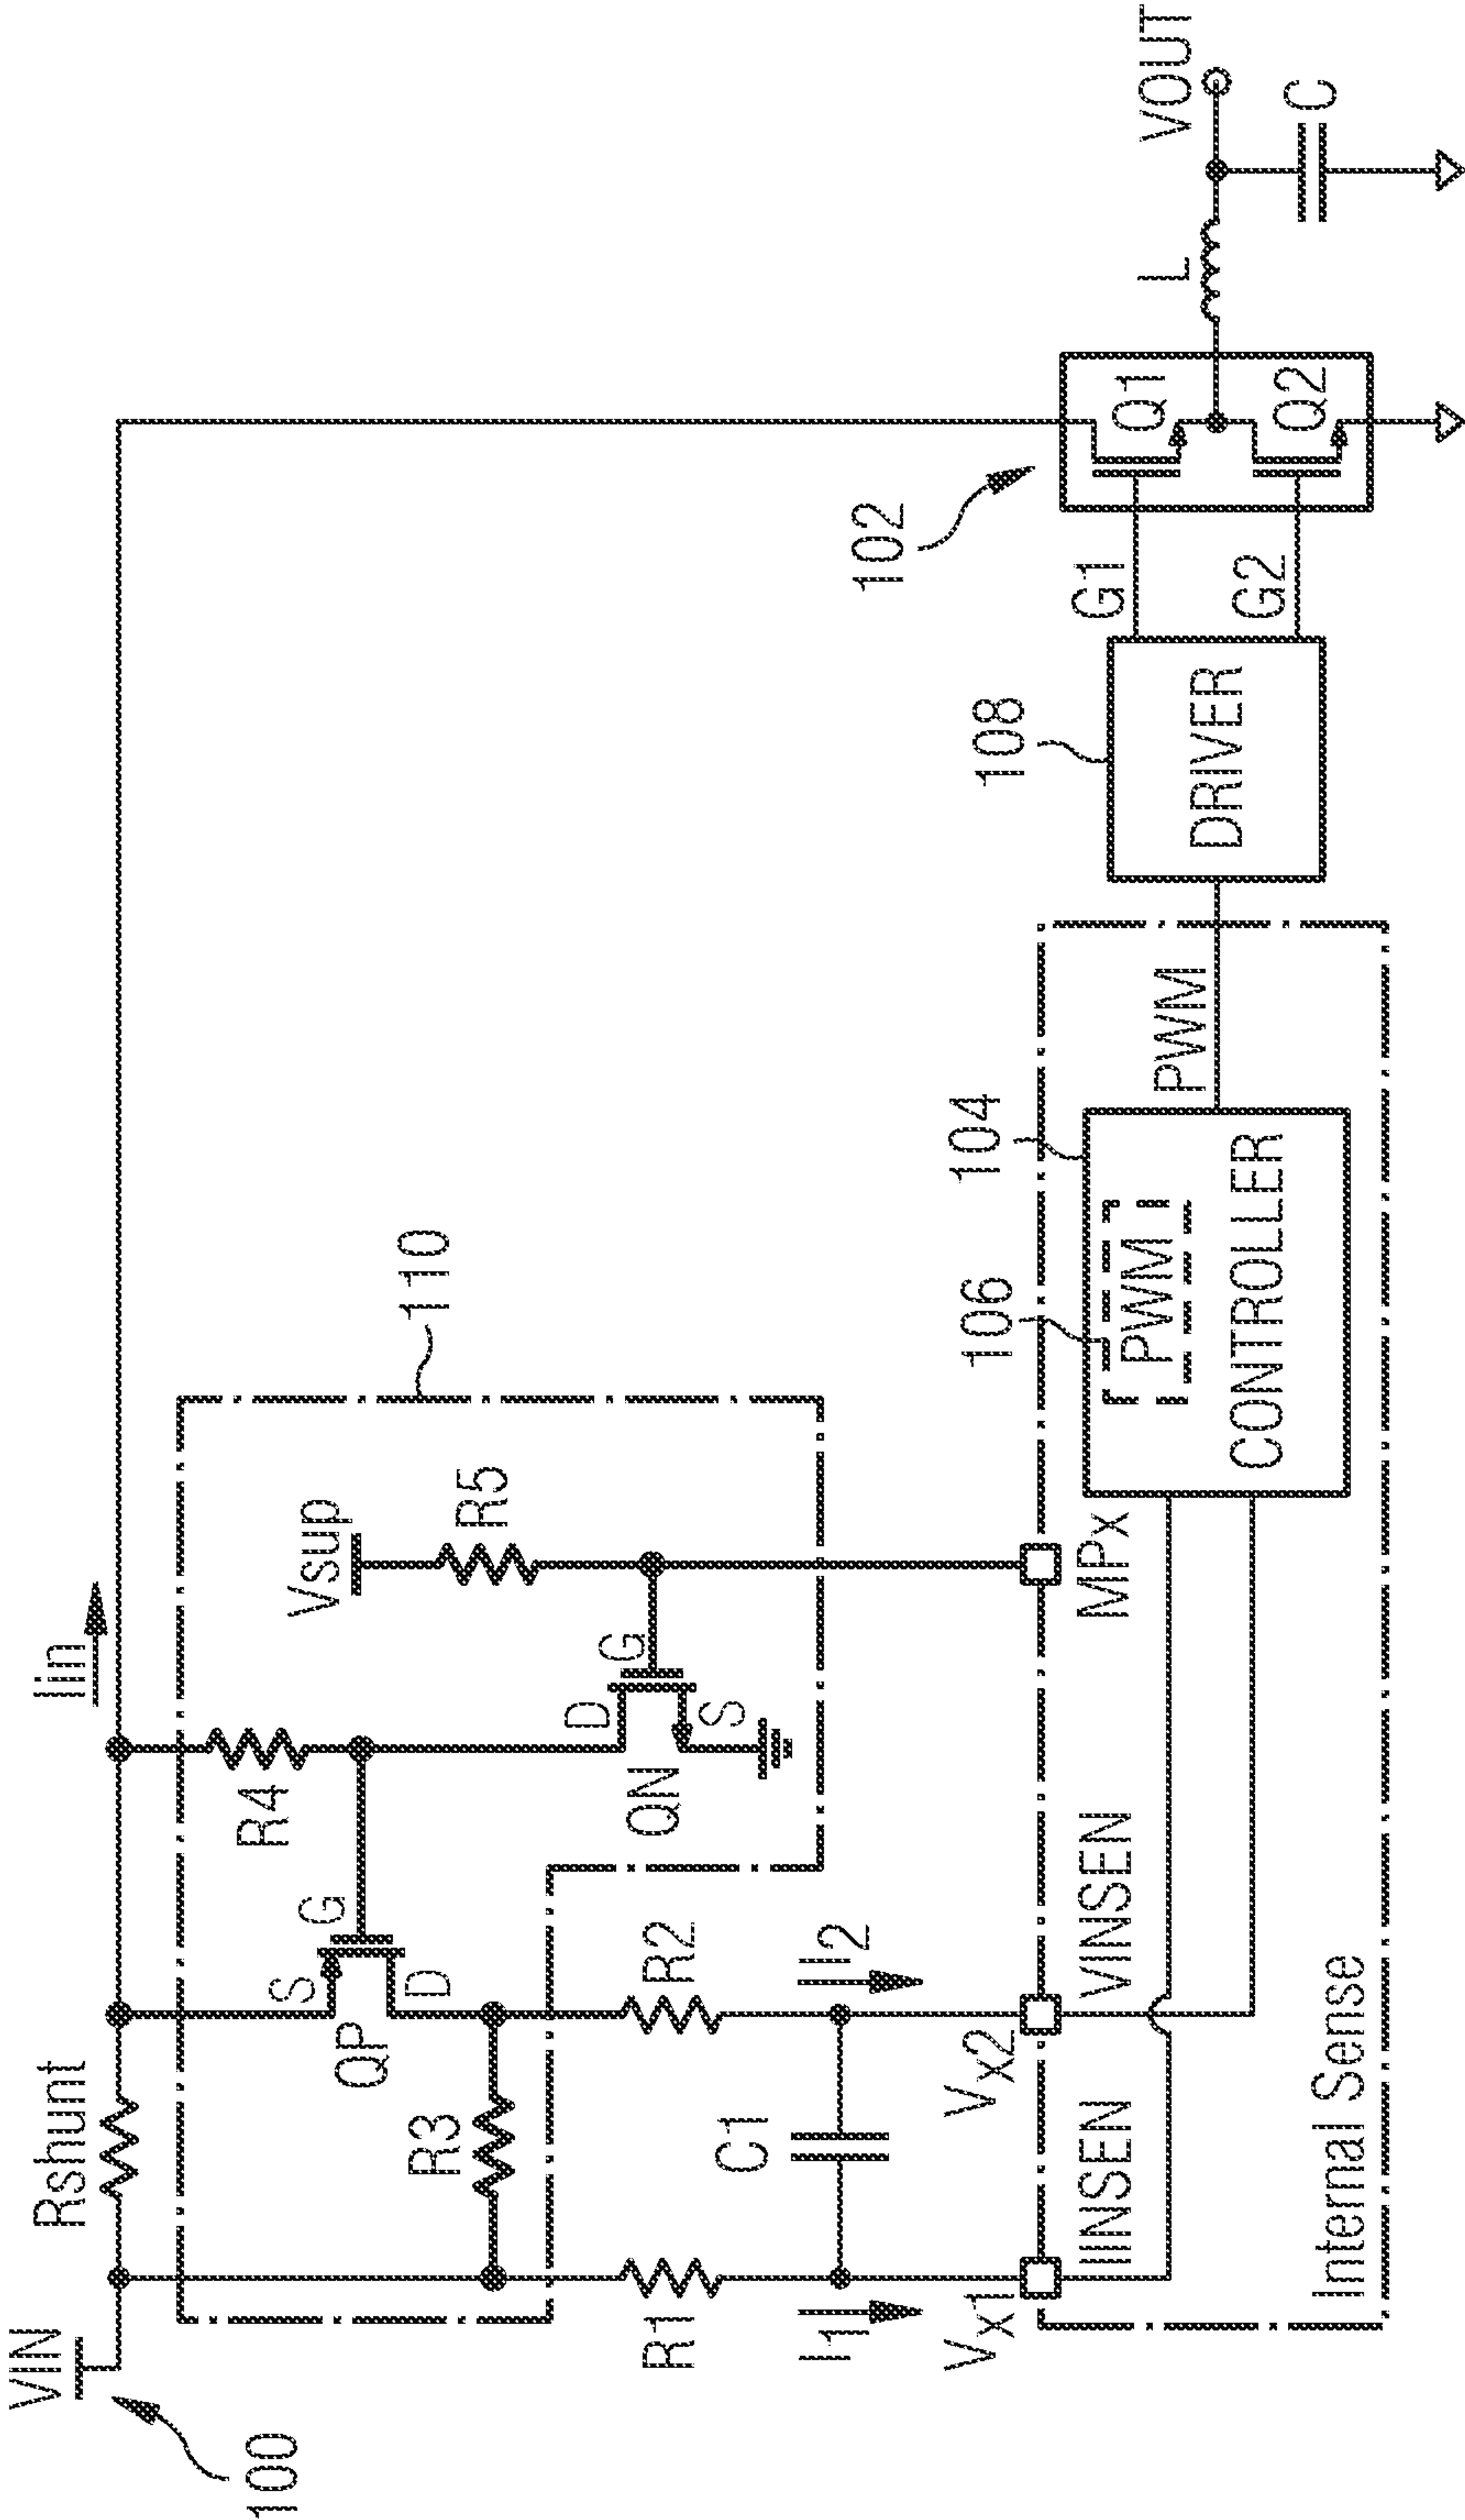 100
VIN
Rshunt
Iin
R4
S
G
QP
D
R3
110
Vsup
R5
D
G
QN
S
R1
R2
C1
I1
I2
Vx1
Vx2
IINSEN
VINSEN
MPx
Internal Sense
106
104
PWM
CONTROLLER
PWM
108
DRIVER
G1
G2
102
Q1
Q2
L
VOUT
C